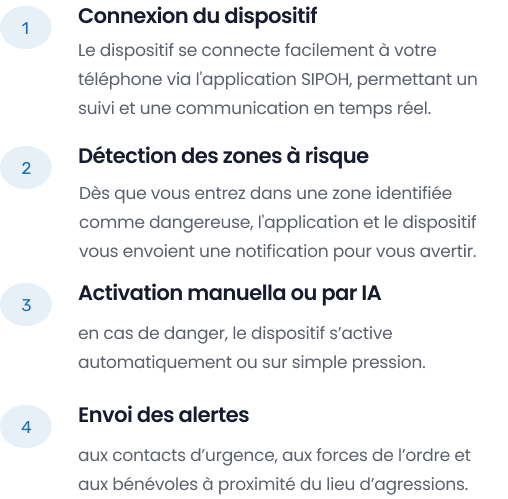 1
Connexion du dispositif
Le dispositif se connecte facilement à votre
téléphone via l'application SIPOH, permettant un
suivi et une communication en temps réel.
2
Détection des zones à risque
Dès que vous entrez dans une zone identifiée
comme dangereuse, l'application et le dispositif
vous envoient une notification pour vous avertir.
3
Activation manuella ou par IA
en cas de danger, le dispositif s’active
automatiquement ou sur simple pression.
4
Envoi des alertes
aux contacts d’urgence, aux forces de l’ordre et
aux bénévoles à proximité du lieu d’agressions.